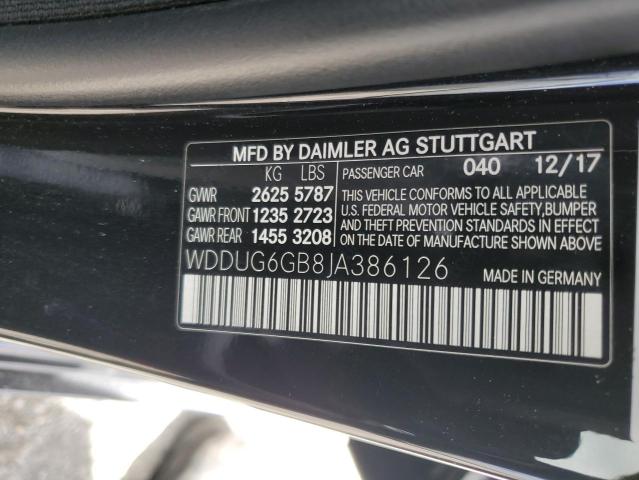 MFD BY DAIMLER AG STUTTGART
KG LBS
GVWR 2625 5787
GAWR FRONT 1235 2723
GAWR REAR 1455 3208
PASSENGER CAR 040 12/17
THIS VEHICLE CONFORMS TO ALL APPLICABLE
U.S. FEDERAL MOTOR VEHICLE SAFETY,BUMPER
AND THEFT PREVENTION STANDARDS IN EFFECT
ON THE DATE OF MANUFACTURE SHOWN ABOVE.
WDDUG6GB8JA386126 MADE IN GERMANY